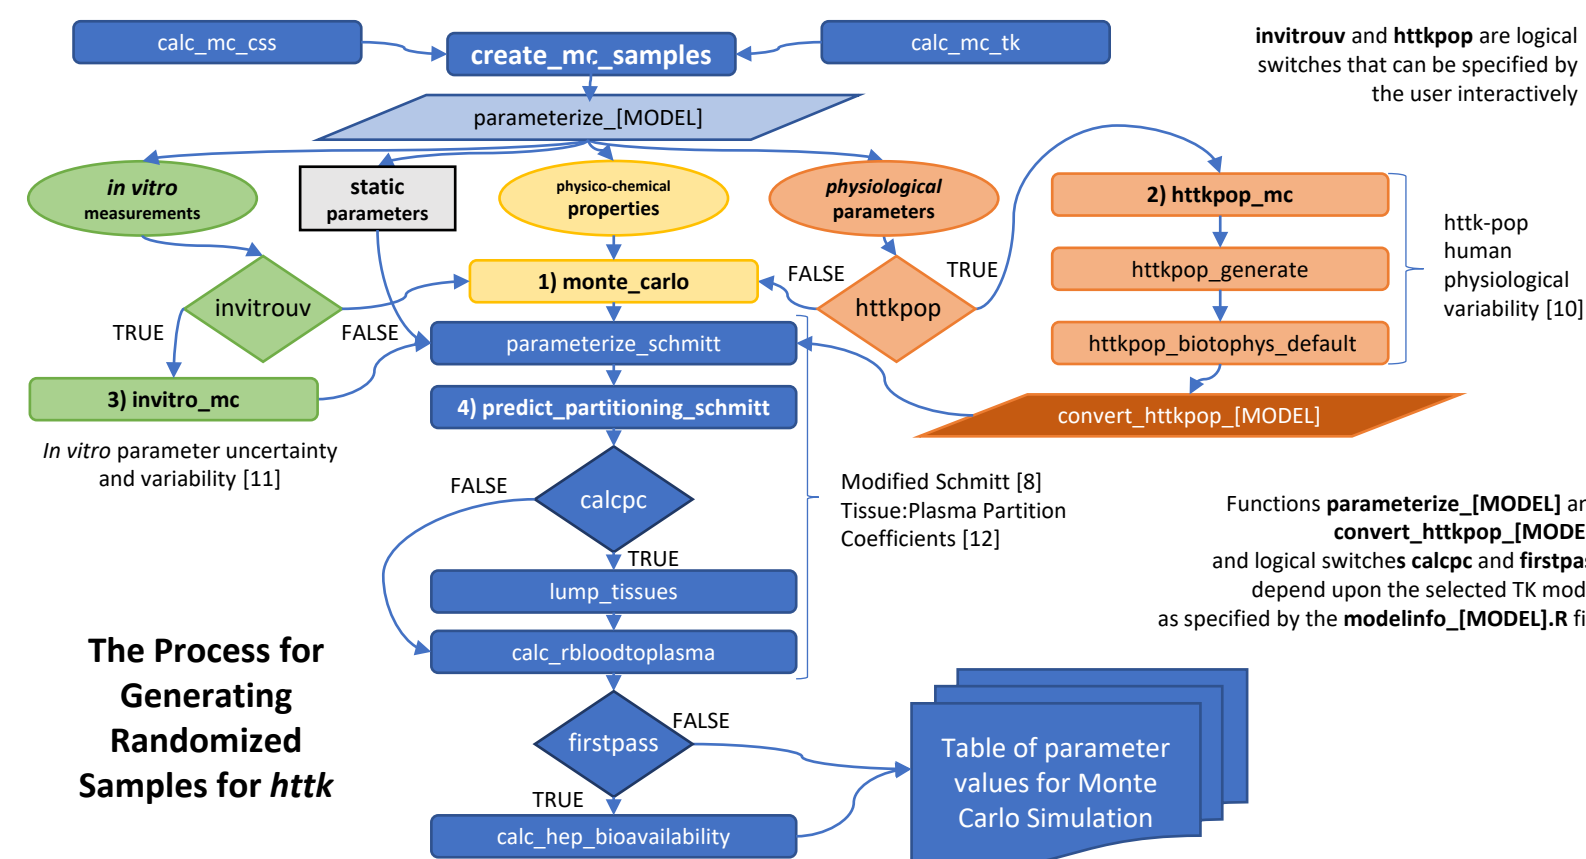 calc_mc_css
create_mc_samples
calc_mc_tk
invitrouv and httkpop are logical
switches that can be specified by
the user interactively
parameterize_[MODEL]
in vitro
measurements
static
parameters
physico-chemical
properties
physiological
parameters
2) httkpop_mc
httkpop_generate
httkpop_biotophys_default
httk-pop
human
physiological
variability [10]
1) monte_carlo
FALSE
TRUE
httkpop
invitrouv
TRUE
FALSE
parameterize_schmitt
3) invitro_mc
4) predict_partitioning_schmitt
convert_httkpop_[MODEL]
In vitro parameter uncertainty
and variability [11]
FALSE
calcpc
TRUE
Modified Schmitt [8]
Tissue:Plasma Partition
Coefficients [12]
Functions parameterize_[MODEL]
convert_httkpop_[MODE
and logical switches calcpc and
depend upon the selected TK
as specified by the modelinfo_[MODEL].R
lump_tissues
calc_rbloodtoplasma
The Process for
Generating
Randomized
Samples for httk
firstpass
FALSE
TRUE
calc_hep_bioavailability
Table of parameter
values for Monte
Carlo Simulation